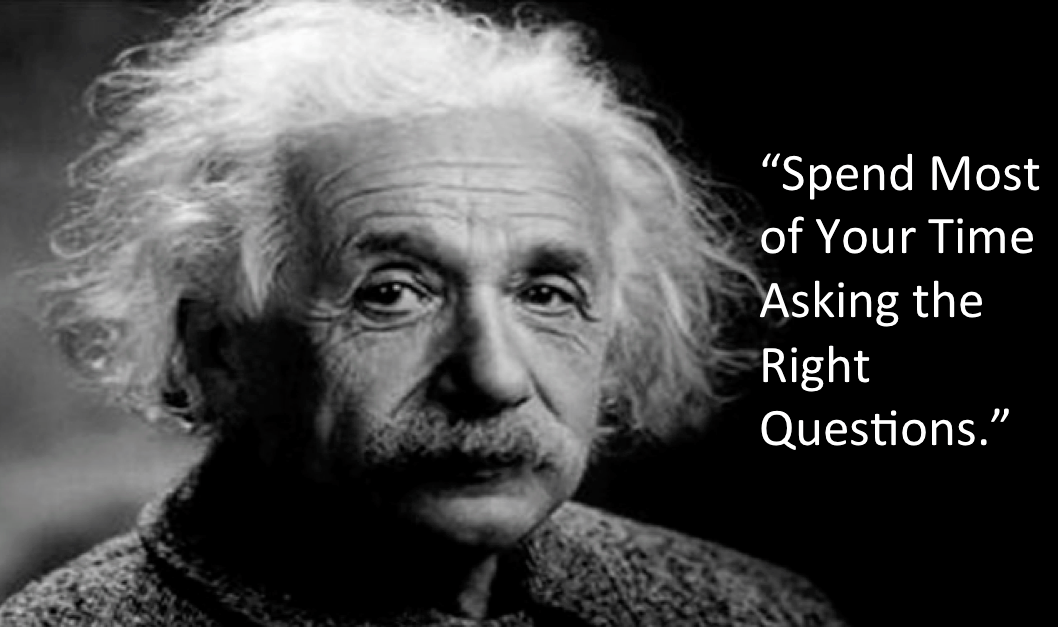 “Spend Most
of Your Time
Asking the
Right
Questions.”